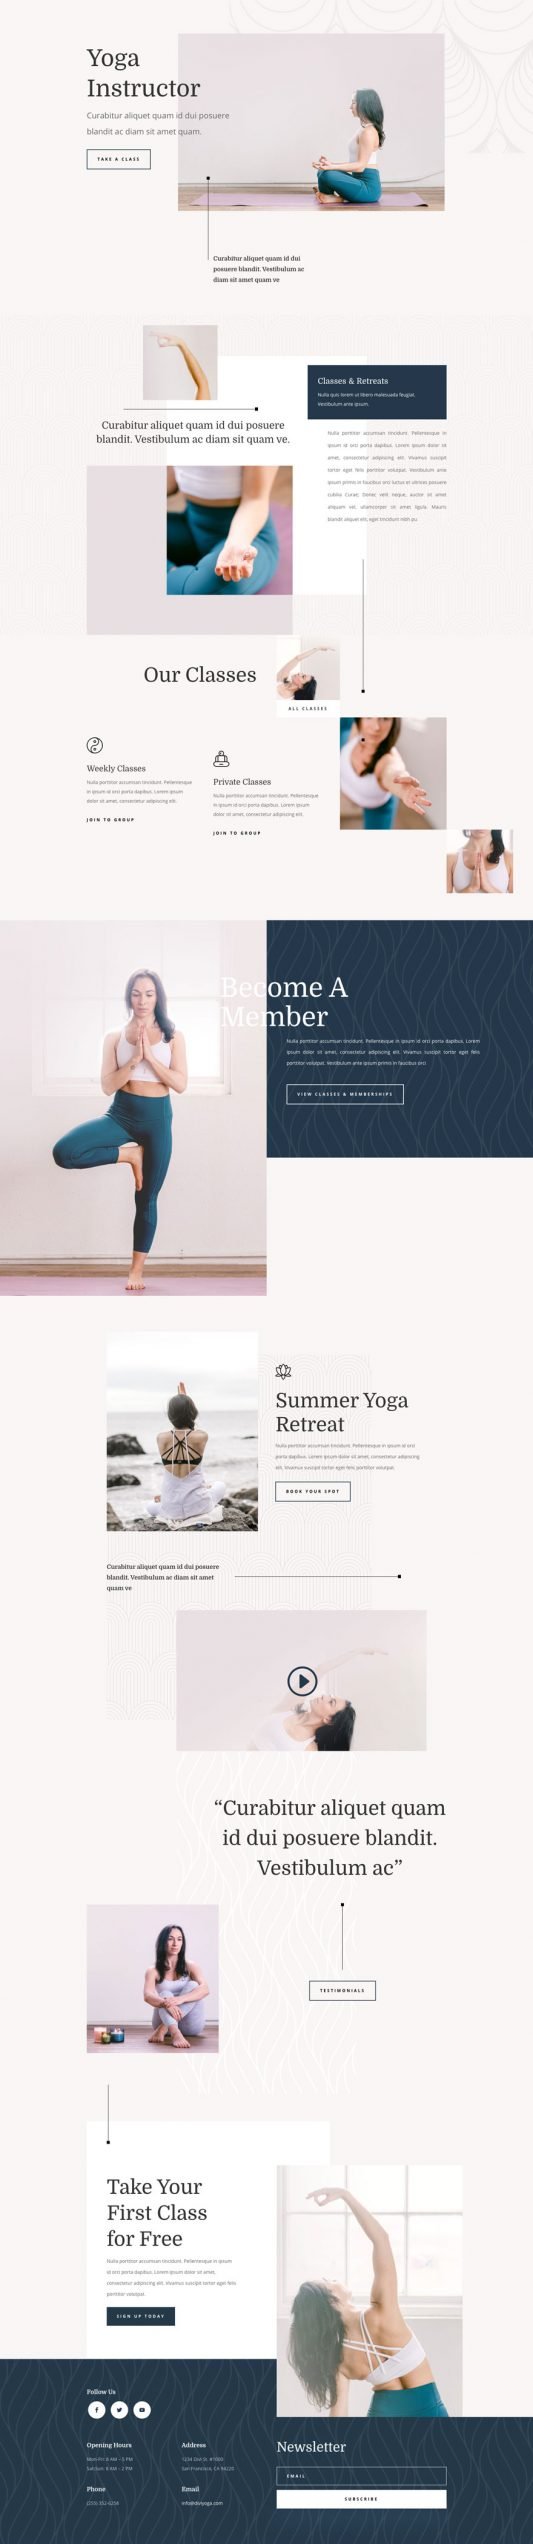 Yoga
Instructor
Curabitur aliquet quam id dui posuere
blandit ac diam sit amet quam.
TAKE A CLASS
Curabitur aliquet quam id dui
posuere blandit. Vestibulum ac
diam sit amet quam ve
Classes & Retreats
Nulla quis lorem ut libero malesuada feugiat.
Vestibulum ante ipsum.
Curabitur aliquet quam id dui posuere
blandit. Vestibulum ac diam sit quam ve.
Nulla porttitor accumsan tincidunt. Pellentesque in
ipsum id orci porta dapibus. Lorem ipsum dolor sit
amet, consectetur adipiscing elit. Vivamus suscipit
tortor eget felis porttitor volutpat. Vestibulum ante
ipsum primis in faucibus orci luctus et ultrices posuere
cubilia Curae; Donec velit neque, auctor sit amet
aliquam vel, ullamcorper sit amet ligula. Mauris
blandit aliquet elit, eget tincidunt nibh pu
Our Classes
ALL CLASSES
Weekly Classes
Nulla porttitor accumsan tincidunt. Pellentesque
in ipsum id orci porta dapibus. Lorem ipsum
dolor sit amet, consectetur adipiscing elit.
JOIN TO GROUP
Private Classes
Nulla porttitor accumsan tincidunt. Pellentesque
in ipsum id orci porta dapibus. Lorem ipsum
dolor sit amet, consectetur adipiscing elit.
JOIN TO GROUP
Become A
Member
Nulla porttitor accumsan tincidunt. Pellentesque in ipsum id orci porta dapibus. Lorem
ipsum dolor sit amet, consectetur adipiscing elit. Vivamus suscipit tortor eget felis
porttitor volutpat. Vestibulum ante ipsum primis in faucibus orci
VIEW CLASSES & MEMBERSHIPS
Summer Yoga
Retreat
Nulla porttitor accumsan tincidunt. Pellentesque in ipsum id orci
porta dapibus. Lorem ipsum dolor sit amet, consectetur adipiscing
elit. Vivamus suscipit tortor eget felis porttitor volutpat.
BOOK YOUR SPOT
Curabitur aliquet quam id dui posuere
blandit. Vestibulum ac diam sit amet
quam ve
“Curabitur aliquet quam
id dui posuere blandit.
Vestibulum ac”
TESTIMONIALS
Take Your
First Class
for Free
Nulla porttitor accumsan tincidunt. Pellentesque in ipsum
id orci porta dapibus. Lorem ipsum dolor sit amet,
consectetur adipiscing elit. Vivamus suscipit tortor eget felis
porttitor volutpat.
SIGN UP TODAY
Follow Us
Opening Hours
Mon-Fri: 8 AM – 5 PM
Sat-Sun: 8 AM – 2 PM
Address
1234 Divi St. #1000
San Francisco, CA 94220
Phone
(255) 352-6258
Email
info@diviyoga.com
Newsletter
EMAIL
SUBSCRIBE